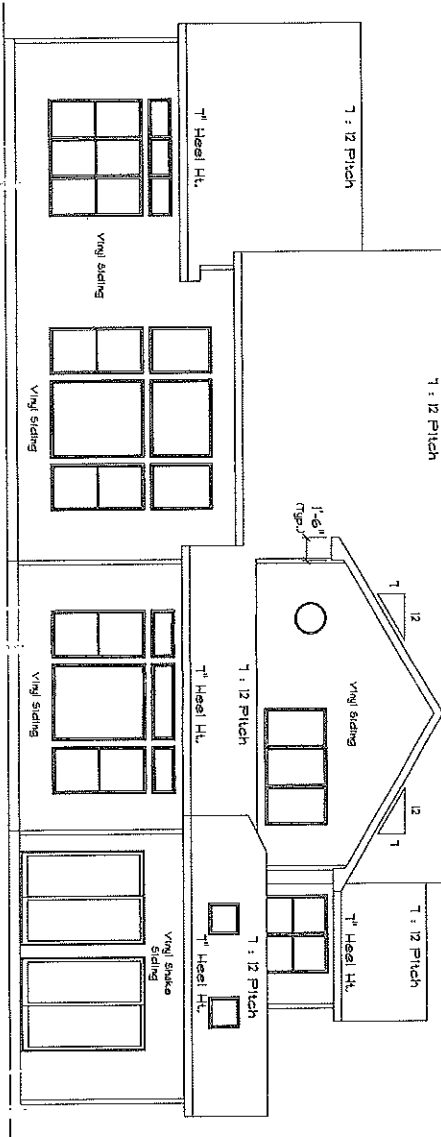 7 : 12 Pitch
7" Heel Ht.
Vinyl Siding
7 : 12 Pitch
Vinyl Siding
1'-6"
(Typ.)
7
12
Vinyl Siding
12
7
7 : 12 Pitch
7" Heel Ht.
Vinyl Siding
7 : 12 Pitch
7" Heel Ht.
7 : 12 Pitch
7" Heel Ht.
Vinyl Shake
Siding